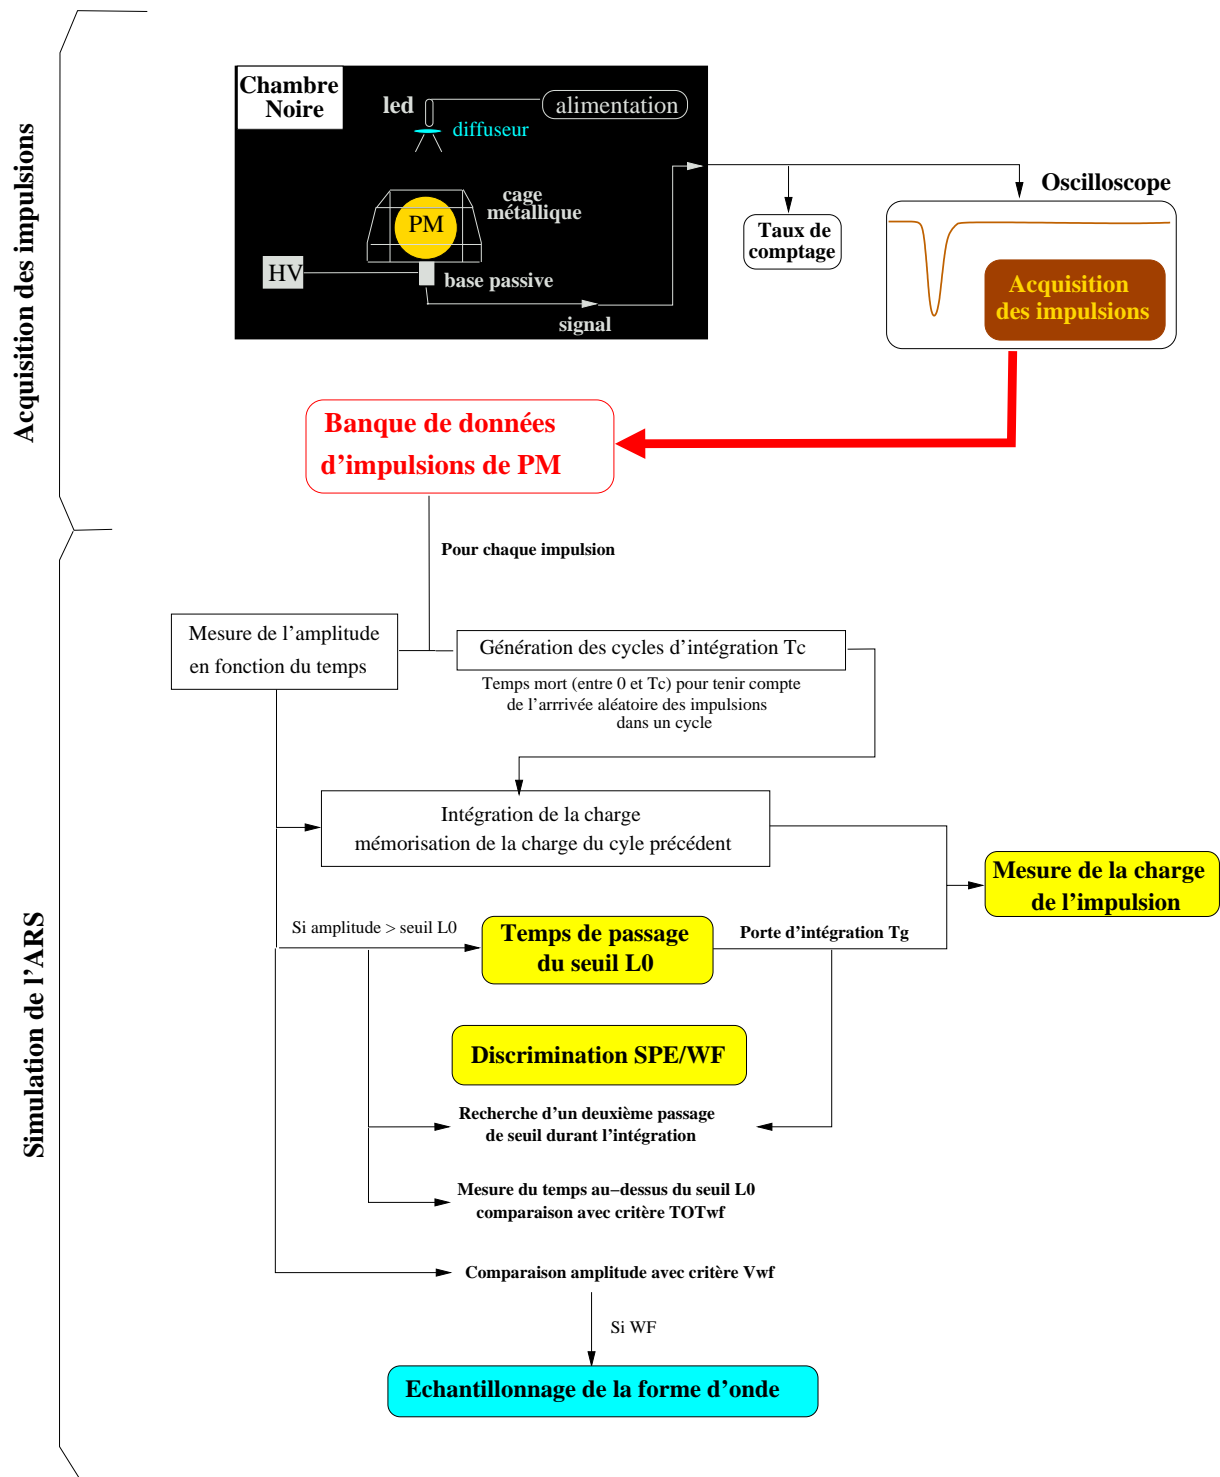 Acquisition des impulsions
Chambre
Noire
led
alimentation
diffuseur
cage
métallique
PM
HV
base passive
signal
Taux de
comptage
Oscilloscope
Acquisition
des impulsions
Banque de données
d'impulsions de PM
Pour chaque impulsion
Simulation de l'ARS
Mesure de l'amplitude
en fonction du temps
Génération des cycles d'intégration Tc
Temps mort (entre 0 et Tc) pour tenir compte
de l'arrrivée aléatoire des impulsions
dans un cycle
Intégration de la charge
mémorisation de la charge du cyle précédent
Mesure de la charge
de l'impulsion
Si amplitude > seuil L0
Temps de passage
du seuil L0
Porte d'intégration Tg
Discrimination SPE/WF
Recherche d'un deuxième passage
de seuil durant l'intégration
Mesure du temps au-dessus du seuil L0
comparaison avec critère TOTwf
Comparaison amplitude avec critère Vwf
Si WF
Echantillonnage de la forme d'onde